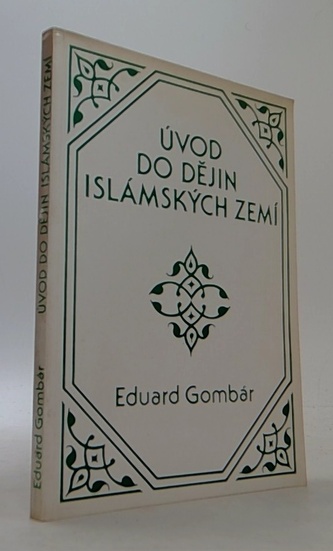 ÚVOD
DO DĚJIN
ISLÁMSKÝCH ZEMÍ
Eduard Gombár
Eduard Gombár ÚVOD DO DĚJIN ISLÁMSKÝCH ZEMÍ